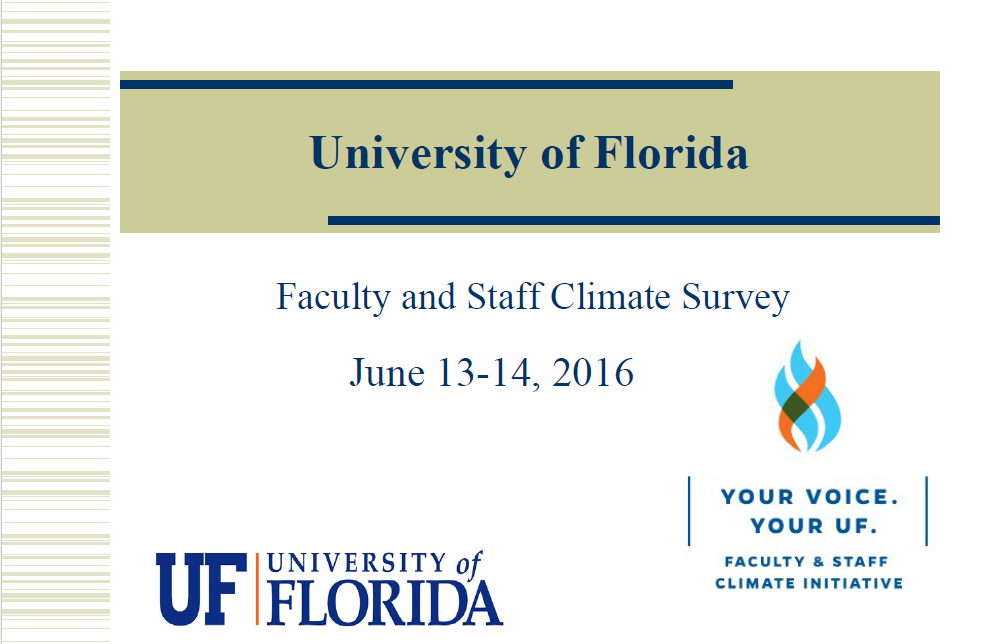 University of Florida
Faculty and Staff Climate Survey
June 13-14, 2016
YOUR VOICE.
YOUR UF.
FACULTY & STAFF
CLIMATE INITIATIVE
UF UNIVERSITY of
FLORIDA